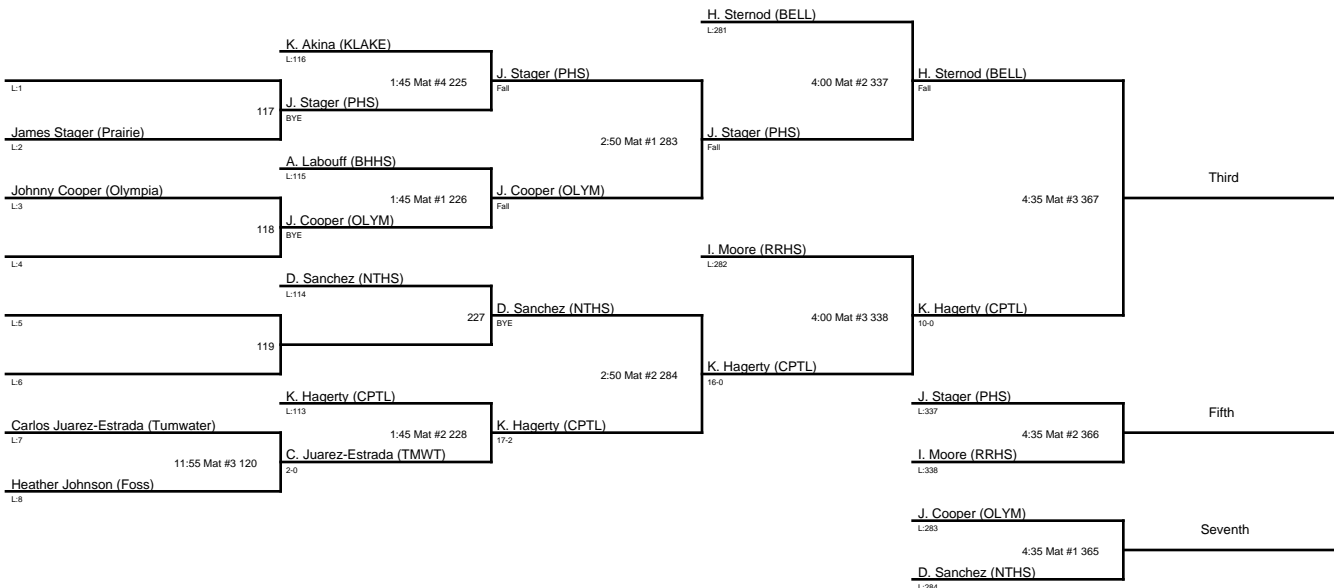 H. Sternod (BELL)
L:281
K. Akina (KLAKE)
L:116
1:45 Mat #4 225
J. Stager (PHS)
Fall
4:00 Mat #2 337
H. Sternod (BELL)
Fall
L:1
117
J. Stager (PHS)
BYE
James Stager (Prairie)
L:2
2:50 Mat #1 283
J. Stager (PHS)
Fall
A. Labouff (BHHS)
L:115
Johnny Cooper (Olympia)
L:3
1:45 Mat #1 226
J. Cooper (OLYM)
Fall
4:35 Mat #3 367
Third
118
J. Cooper (OLYM)
BYE
L:4
I. Moore (RRHS)
L:282
D. Sanchez (NTHS)
L:114
L:5
227
D. Sanchez (NTHS)
BYE
4:00 Mat #3 338
K. Hagerty (CPTL)
10-0
119
L:6
2:50 Mat #2 284
K. Hagerty (CPTL)
16-0
K. Hagerty (CPTL)
L:113
J. Stager (PHS)
L:337
Carlos Juarez-Estrada (Tumwater)
L:7
1:45 Mat #2 228
K. Hagerty (CPTL)
17-2
4:35 Mat #2 366
Fifth
11:55 Mat #3 120
C. Juarez-Estrada (TMWT)
2-0
I. Moore (RRHS)
L:338
Heather Johnson (Foss)
L:8
J. Cooper (OLYM)
L:283
4:35 Mat #1 365
Seventh
D. Sanchez (NTHS)
L:284